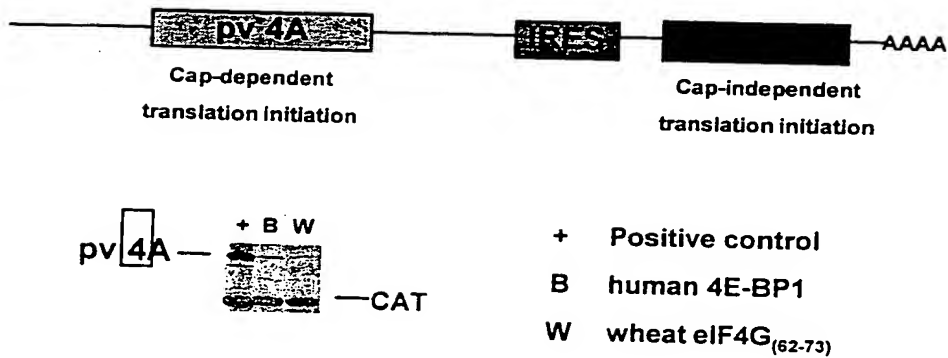 pv 4A
IRES
AAAA
Cap-dependent
translation initiation
Cap-independent
translation initiation
+ B W
pv 4A
CAT
+ Positive control
B human 4E-BP1
W wheat eIF4G(62-73)